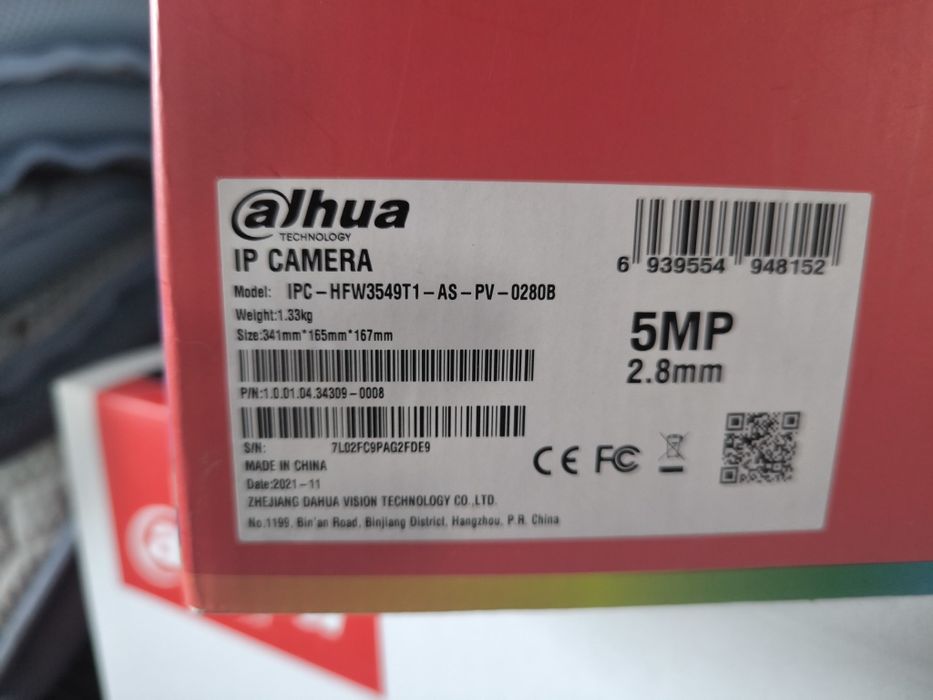 alhua
TECHNOLOGY
IP CAMERA
Model: IPC-HFW3549T1-AS-PV-0280B
Weight:1.33kg
Size:341mm*165mm*167mm
P/N:1.0.01.04.34309-0008
S/N: 7L02FC9PAG2FDE9
MADE IN CHINA
Date:2021-11
ZHEJIANG DAHUA VISION TECHNOLOGY CO.,LTD.
No.1199, Bin'an Road, Binjiang District, Hangzhou, P.R. China
6 939554 948152
5MP
2.8mm
CE FC